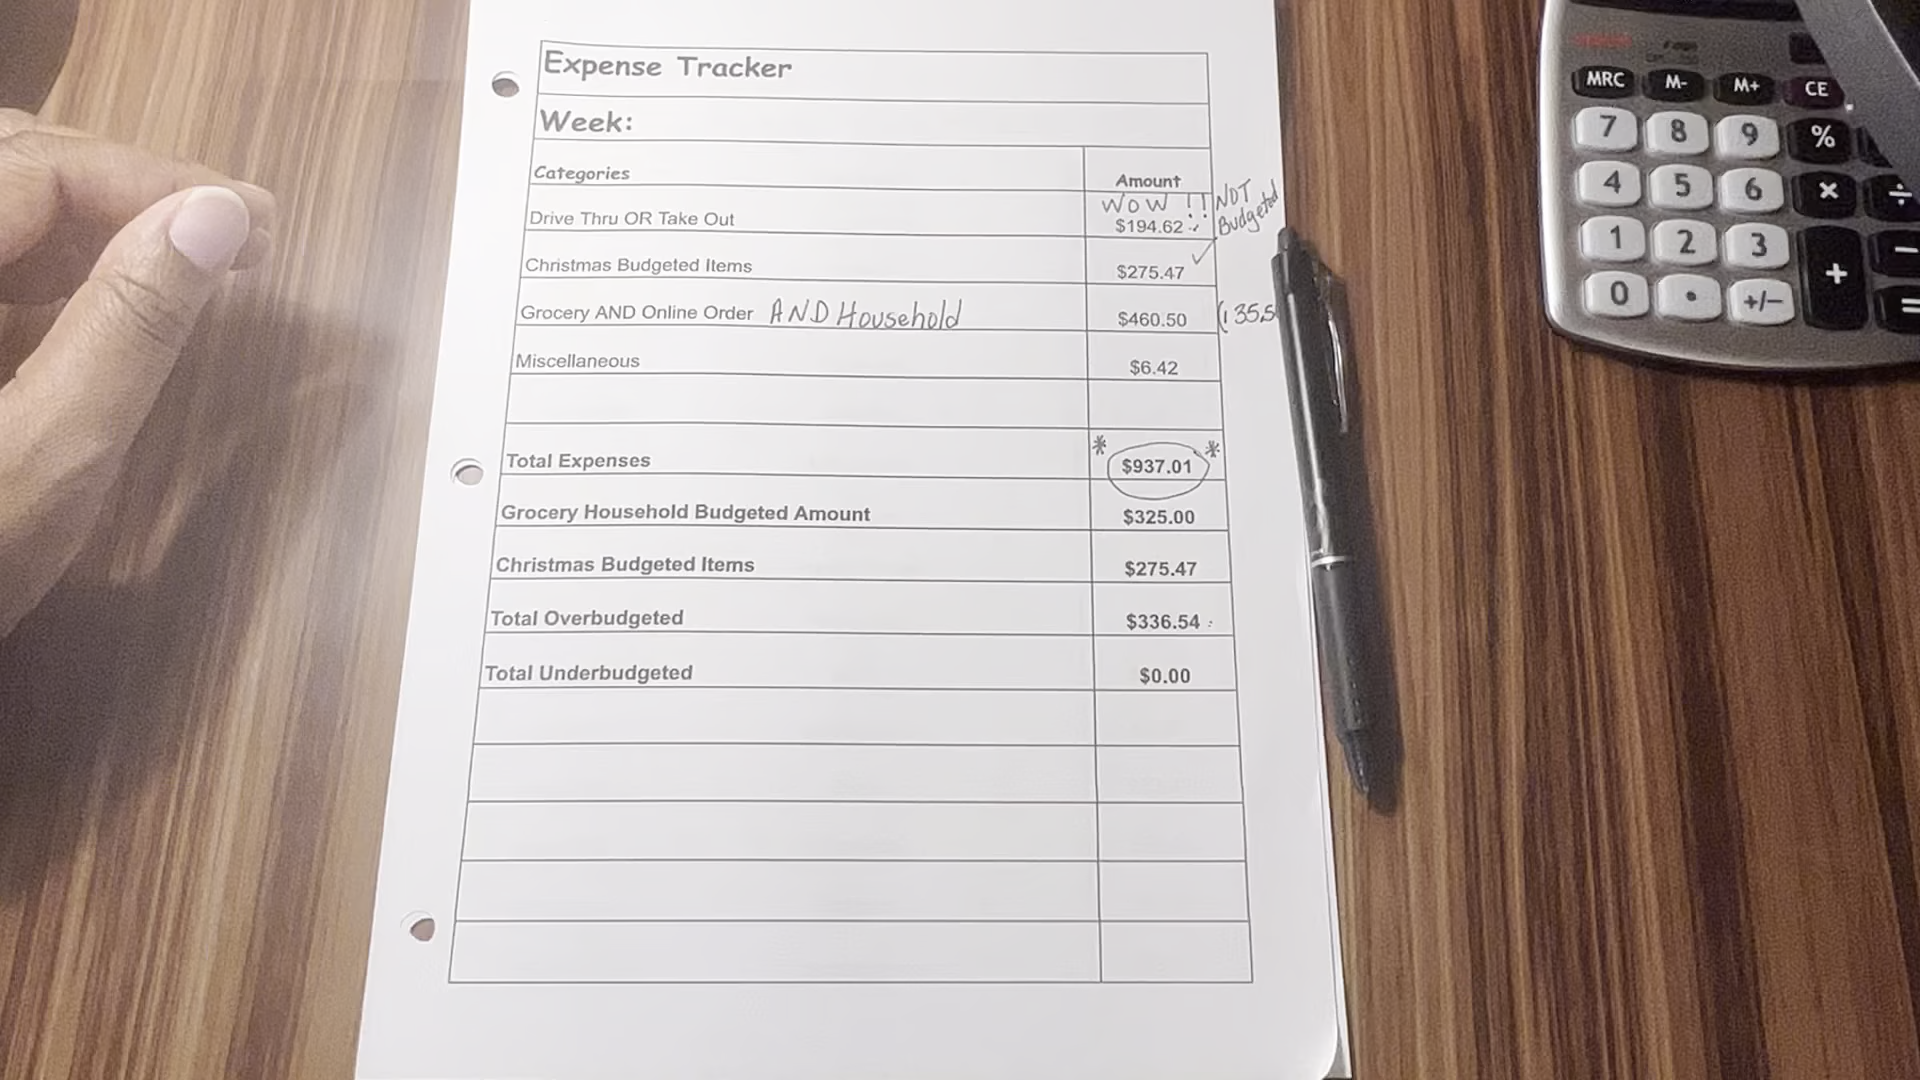 Expense Tracker
Week:
Categories Amount
WOW !! NOT Budgeted
Drive Thru OR Take Out $194.62
Christmas Budgeted Items $275.47 ✓
Grocery AND Online Order AND Household $460.50 (135.5
Miscellaneous $6.42
Total Expenses * $937.01 *
Grocery Household Budgeted Amount $325.00
Christmas Budgeted Items $275.47
Total Overbudgeted $336.54
Total Underbudgeted $0.00
MRC M- M+ CE
7 8 9 %
4 5 6 × ÷
1 2 3 + −
0 • +/− =